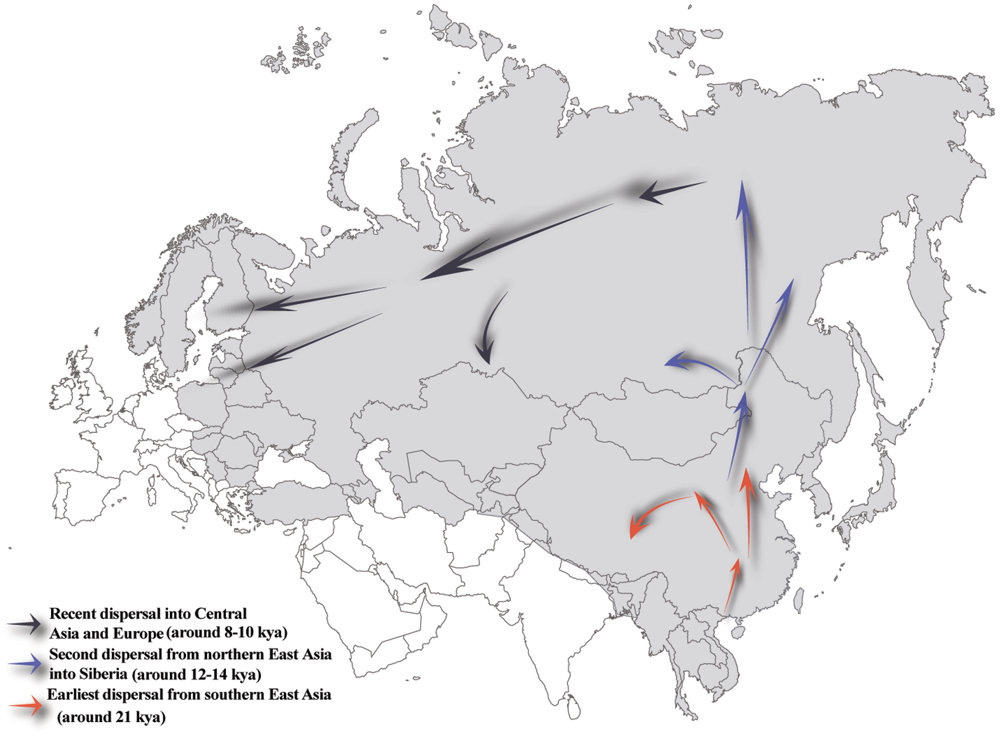 Recent dispersal into Central
Asia and Europe (around 8-10 kya)
Second dispersal from northern East Asia
into Siberia (around 12-14 kya)
Earliest dispersal from southern East Asia
(around 21 kya)